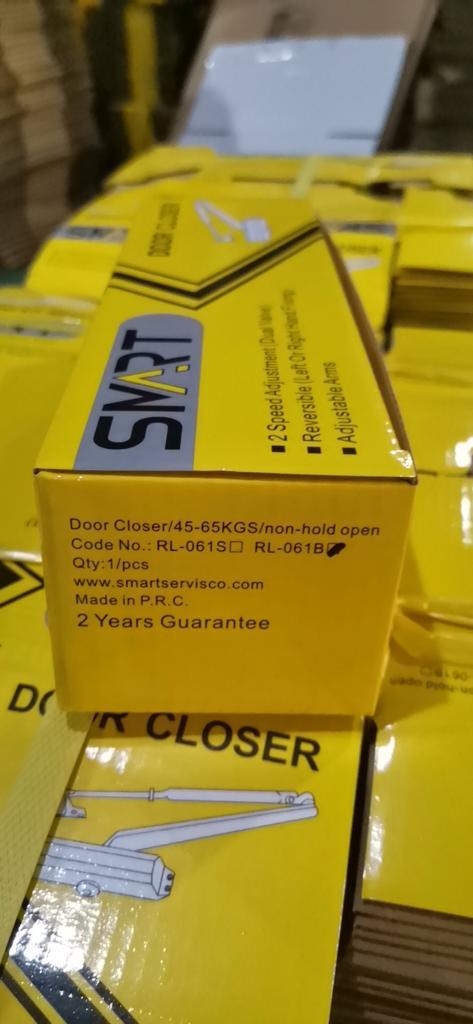 DOOR CLOSER
SMART
■ 2 Speed Adjustment (Dual Valve)
■ Reversible (Left Or Right Hand Fixing)
■ Adjustable Arms
Door Closer/45-65KGS/non-hold open
Code No.: RL-061S□ RL-061B□
Qty:1/pcs
www.smartservisco.com
Made in P.R.C.
2 Years Guarantee
DOOR CLOSER